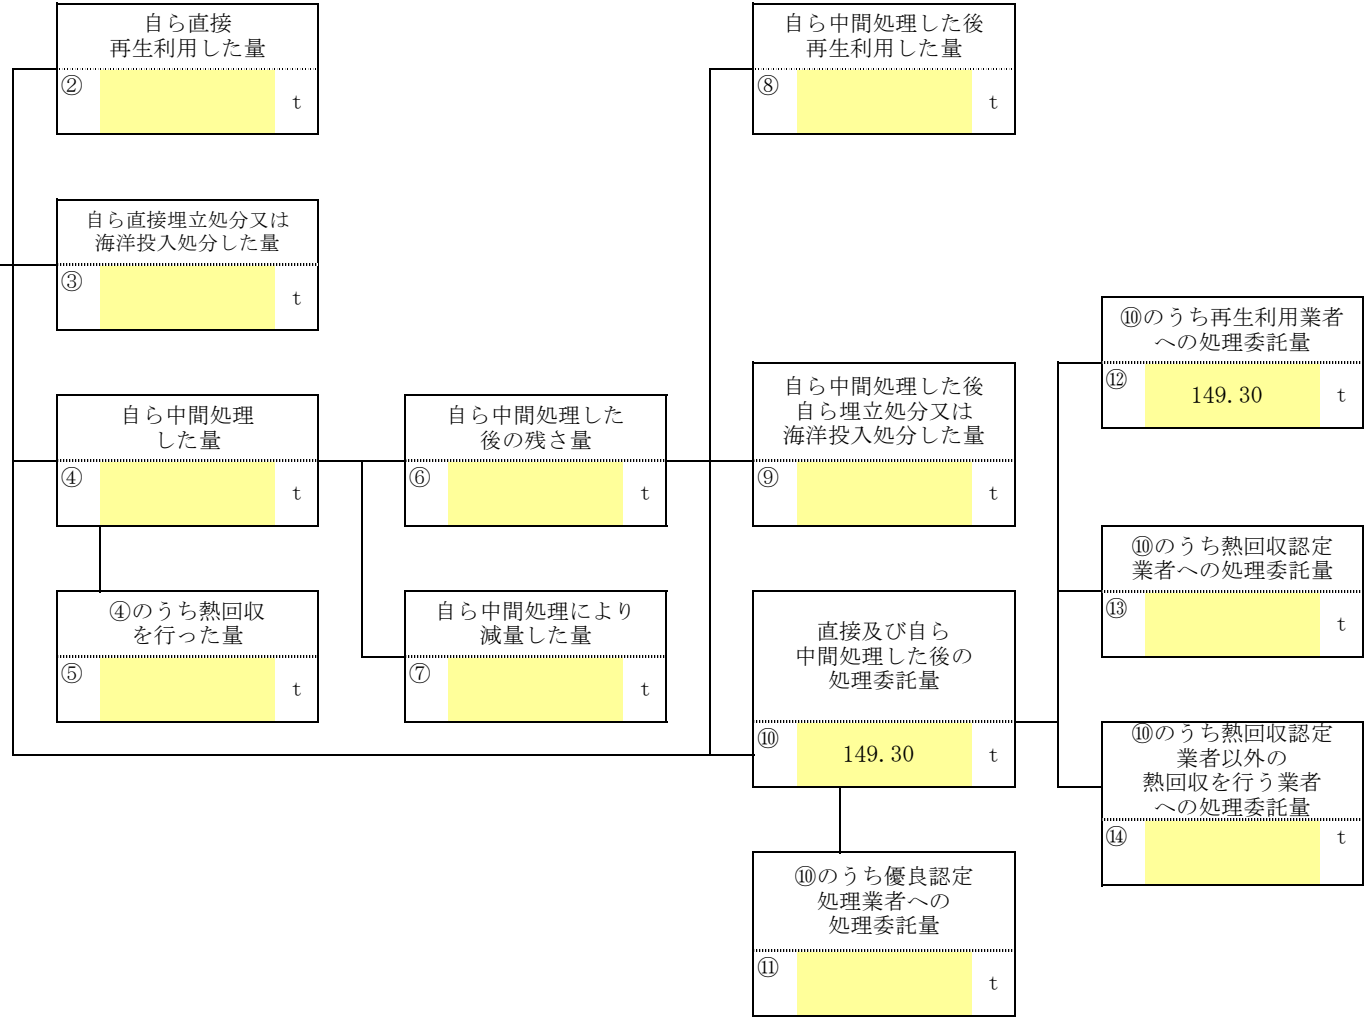 自ら直接
再生利用した量
②
t
自ら中間処理した後
再生利用した量
⑧
t
自ら直接埋立処分又は
海洋投入処分した量
③
t
⑩のうち再生利用業者
への処理委託量
⑫
149.30
t
自ら中間処理
した量
④
t
自ら中間処理した
後の残さ量
⑥
t
自ら中間処理した後
自ら埋立処分又は
海洋投入処分した量
⑨
t
⑩のうち熱回収認定
業者への処理委託量
⑬
t
④のうち熱回収
を行った量
⑤
t
自ら中間処理により
減量した量
⑦
t
直接及び自ら
中間処理した後の
処理委託量
⑩
149.30
t
⑩のうち熱回収認定
業者以外の
熱回収を行う業者
への処理委託量
⑭
t
⑩のうち優良認定
処理業者への
処理委託量
⑪
t